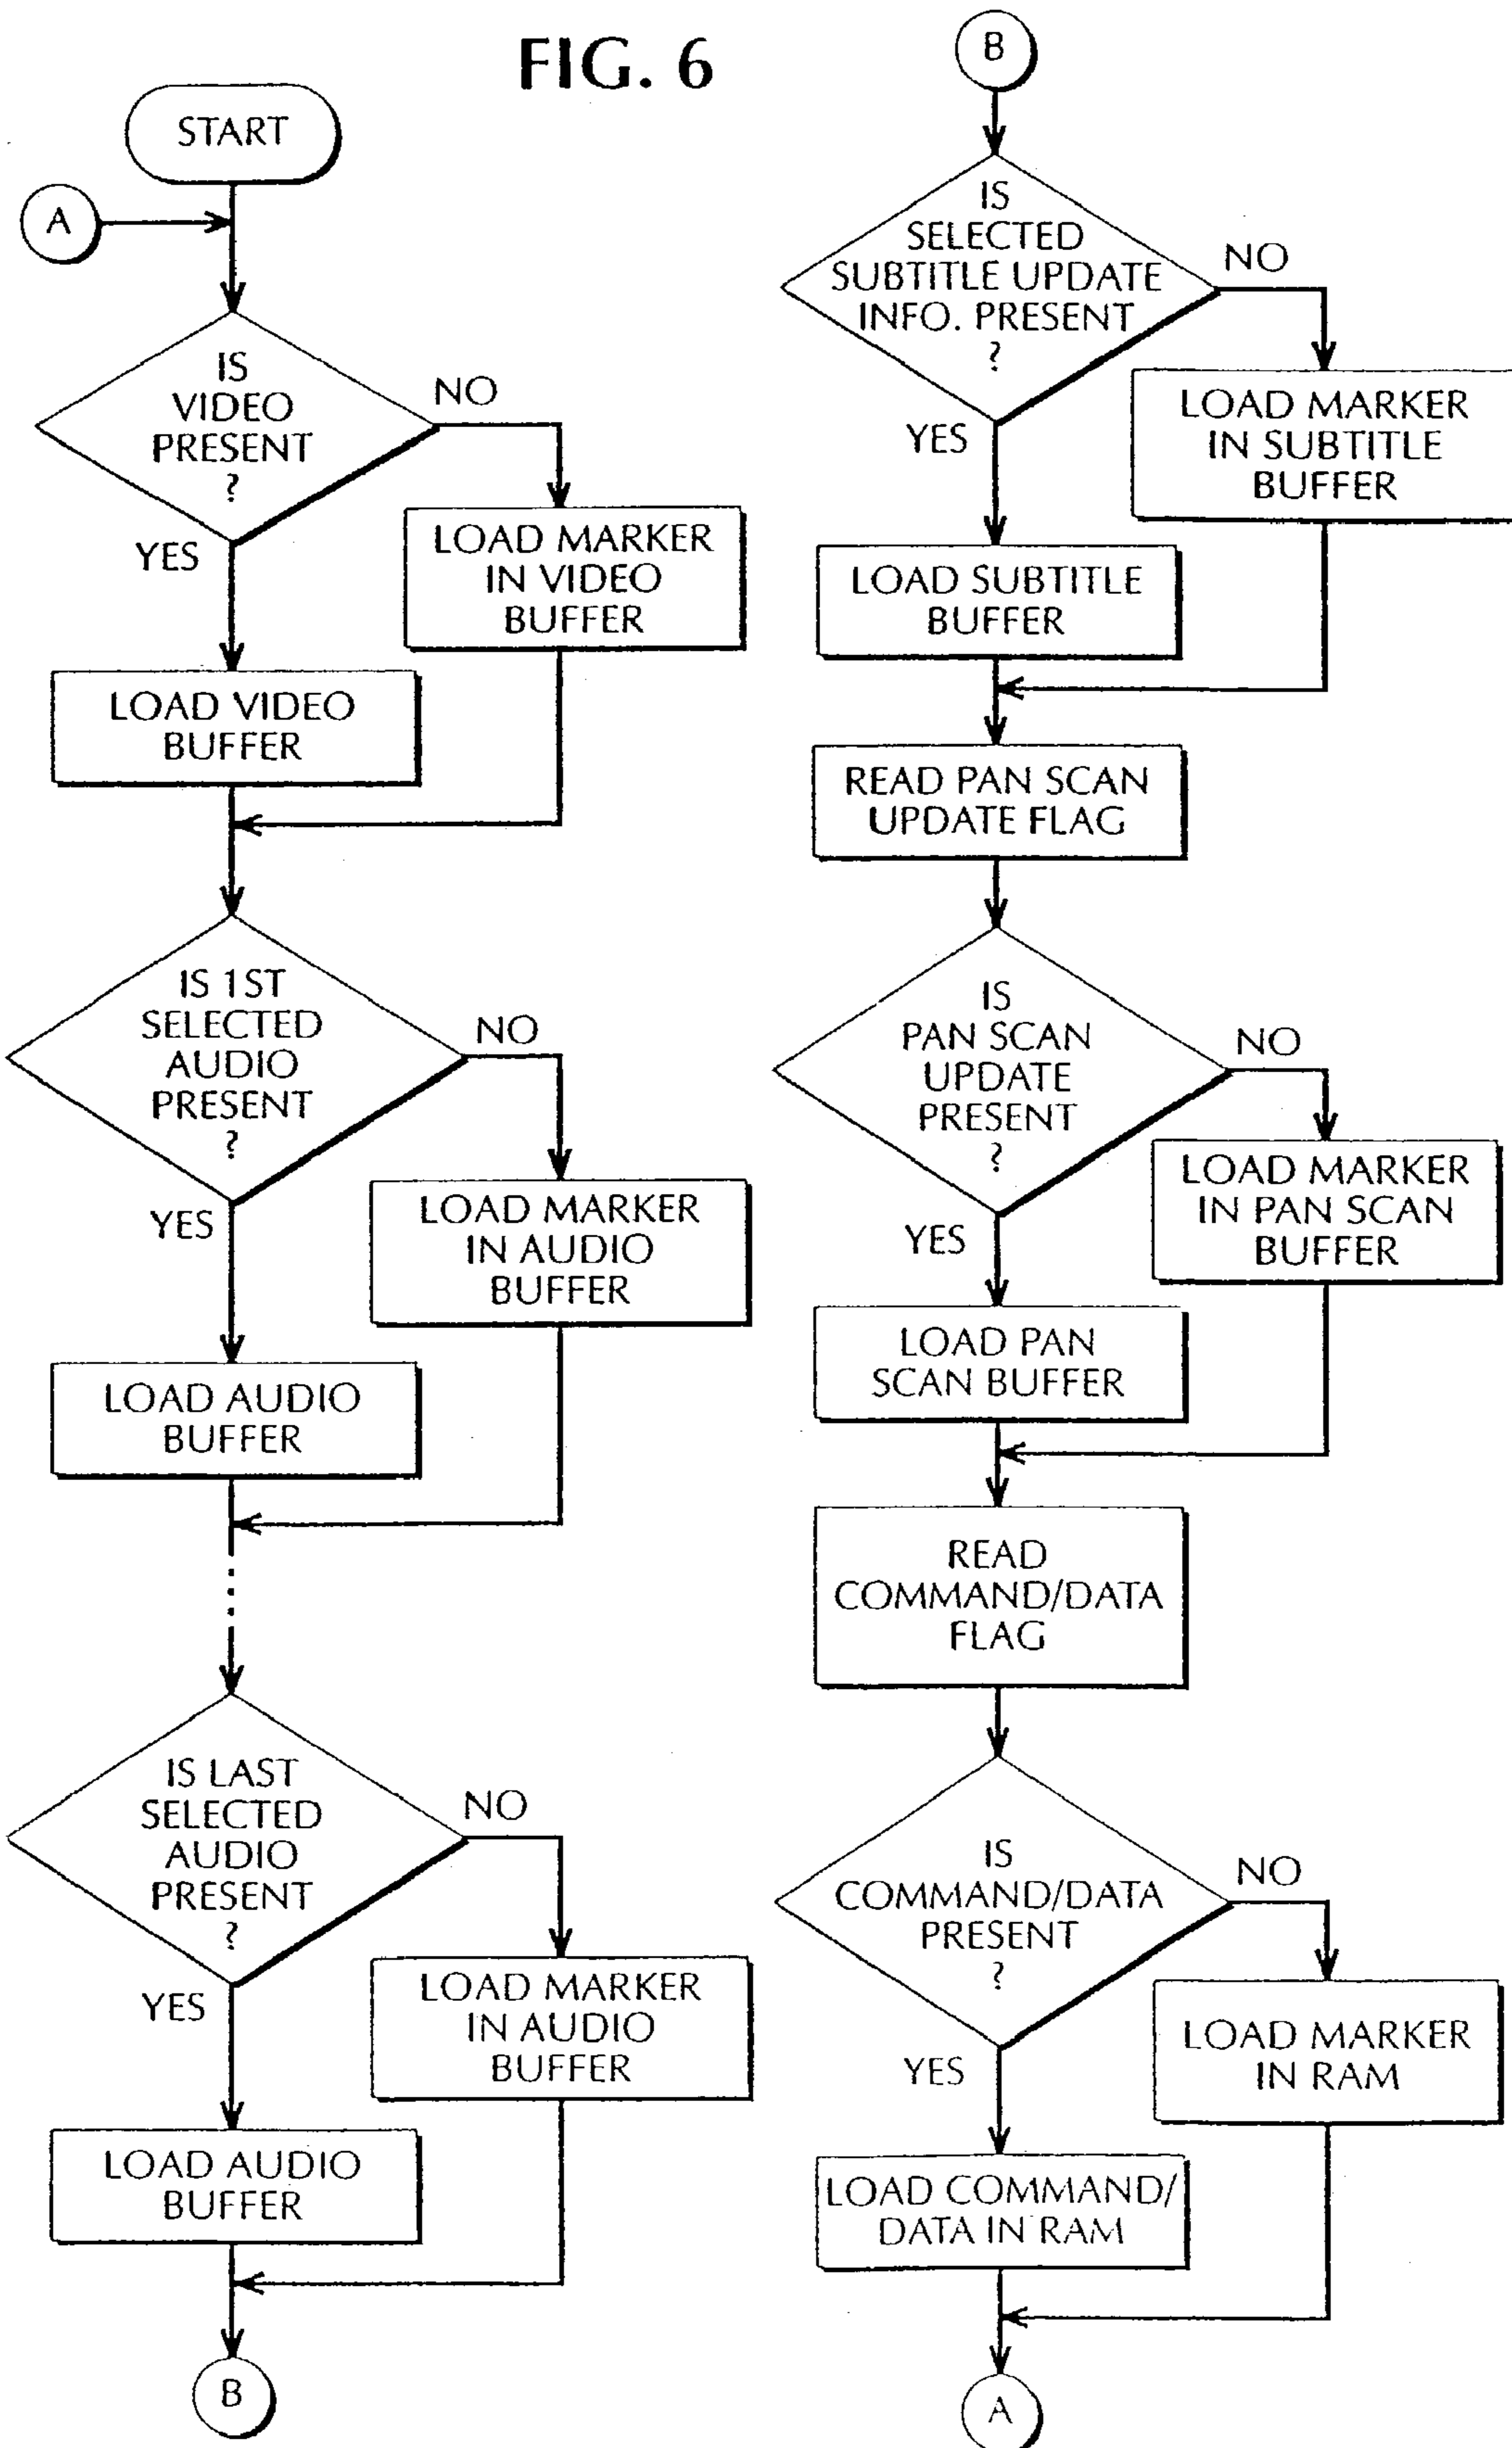 FIG. 6
START
A
IS
VIDEO
PRESENT
?
NO
YES
LOAD MARKER
IN VIDEO
BUFFER
LOAD VIDEO
BUFFER
IS 1ST
SELECTED
AUDIO
PRESENT
?
NO
YES
LOAD MARKER
IN AUDIO
BUFFER
LOAD AUDIO
BUFFER
IS LAST
SELECTED
AUDIO
PRESENT
?
NO
YES
LOAD MARKER
IN AUDIO
BUFFER
LOAD AUDIO
BUFFER
B
B
IS
SELECTED
SUBTITLE UPDATE
INFO. PRESENT
?
NO
YES
LOAD MARKER
IN SUBTITLE
BUFFER
LOAD SUBTITLE
BUFFER
READ PAN SCAN
UPDATE FLAG
IS
PAN SCAN
UPDATE
PRESENT
?
NO
YES
LOAD MARKER
IN PAN SCAN
BUFFER
LOAD PAN
SCAN BUFFER
READ
COMMAND/DATA
FLAG
IS
COMMAND/DATA
PRESENT
?
NO
YES
LOAD MARKER
IN RAM
LOAD COMMAND/
DATA IN RAM
A